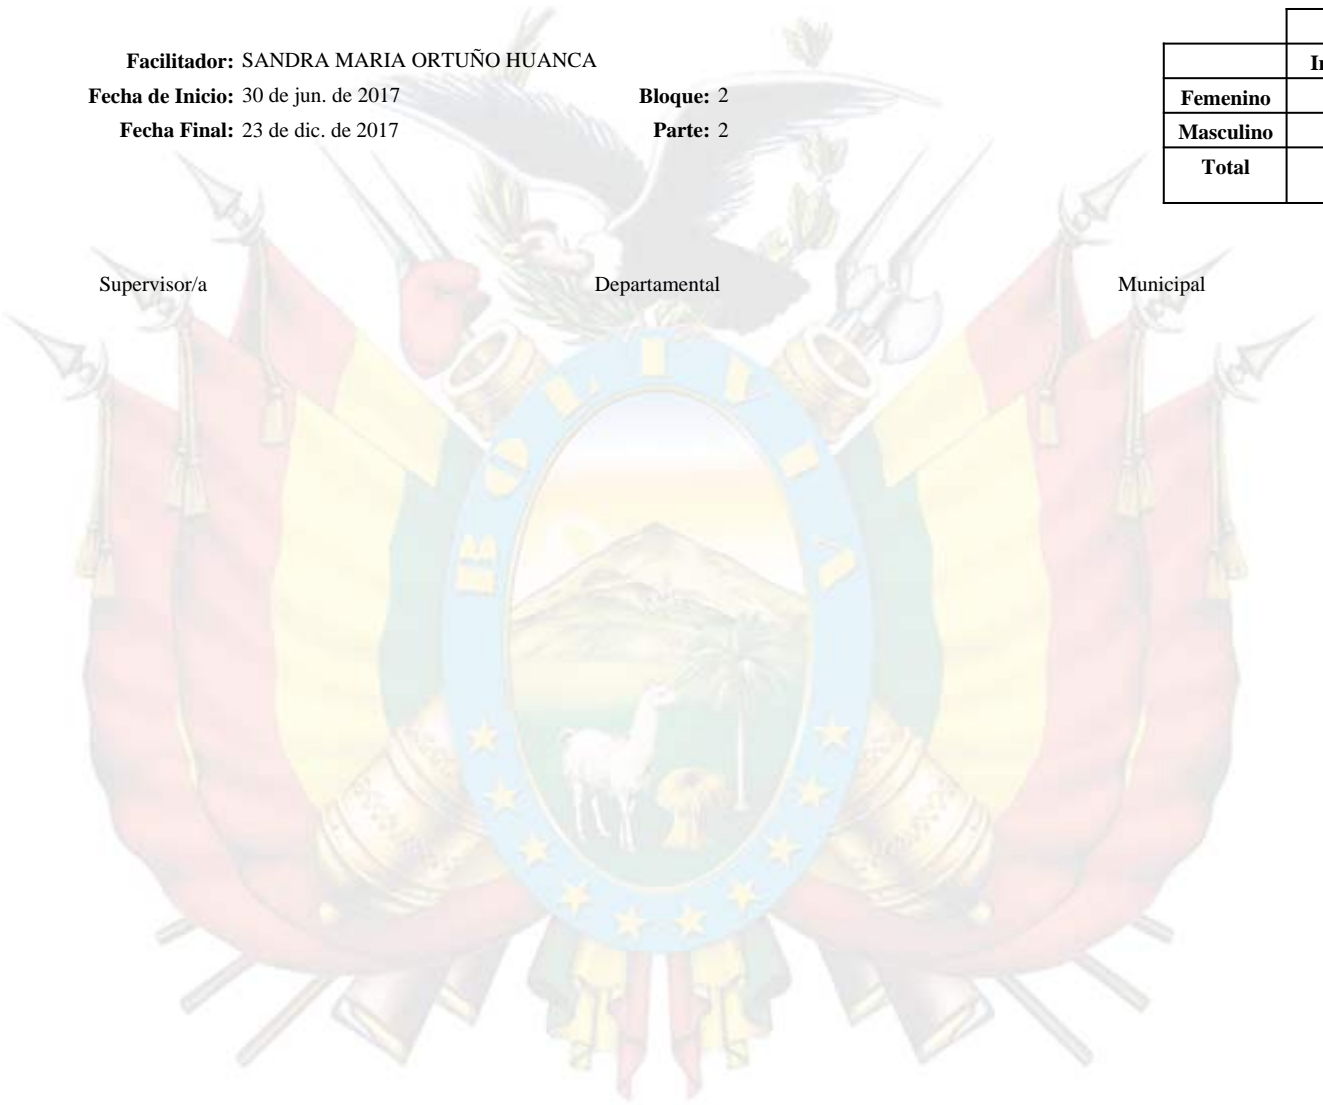 Facilitador: SANDRA MARIA ORTUÑO HUANCA
Fecha de Inicio: 30 de jun. de 2017 Bloque: 2
Fecha Final: 23 de dic. de 2017 Parte: 2
Femenino
Masculino
Total
Supervisor/a Departamental Municipal
BOLIVIA